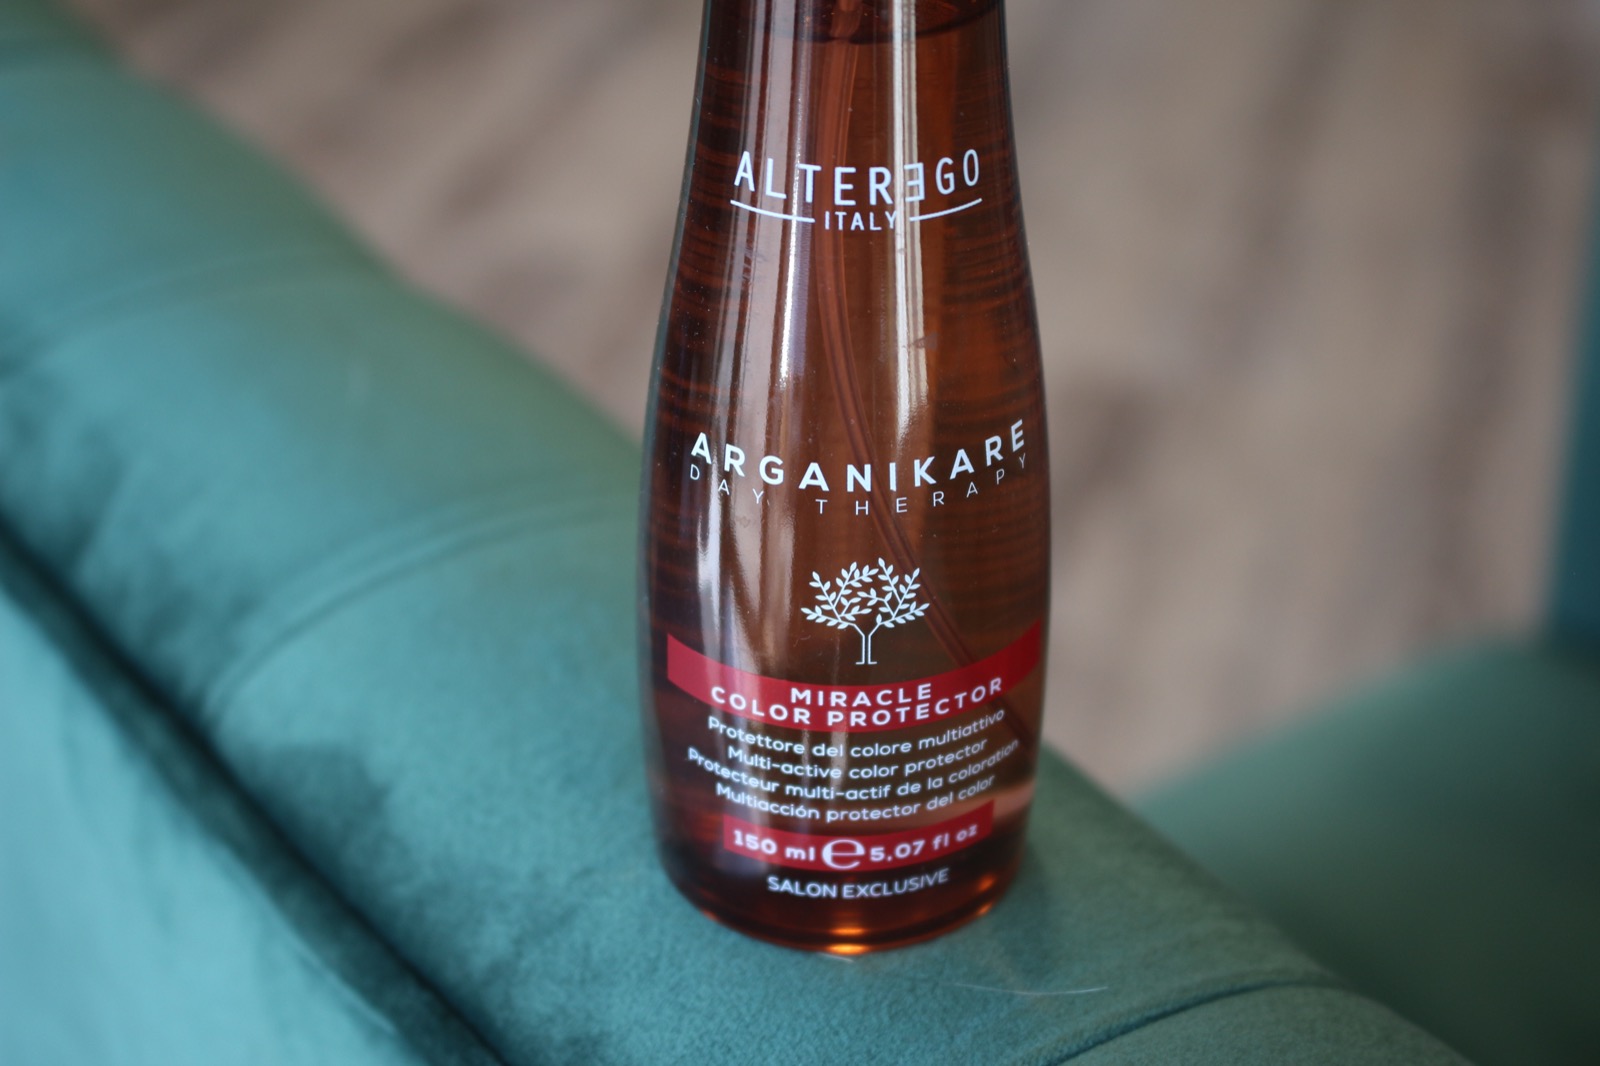 ALTERƎGO
ITALY
ARGANIKARE
DAY THERAPY
MIRACLE
COLOR PROTECTOR
Protettore del colore multiattivo
Multi-active color protector
Protecteur multi-actif de la coloration
Multiacción protector del color
150 ml ℮ 5,07 fl oz
SALON EXCLUSIVE